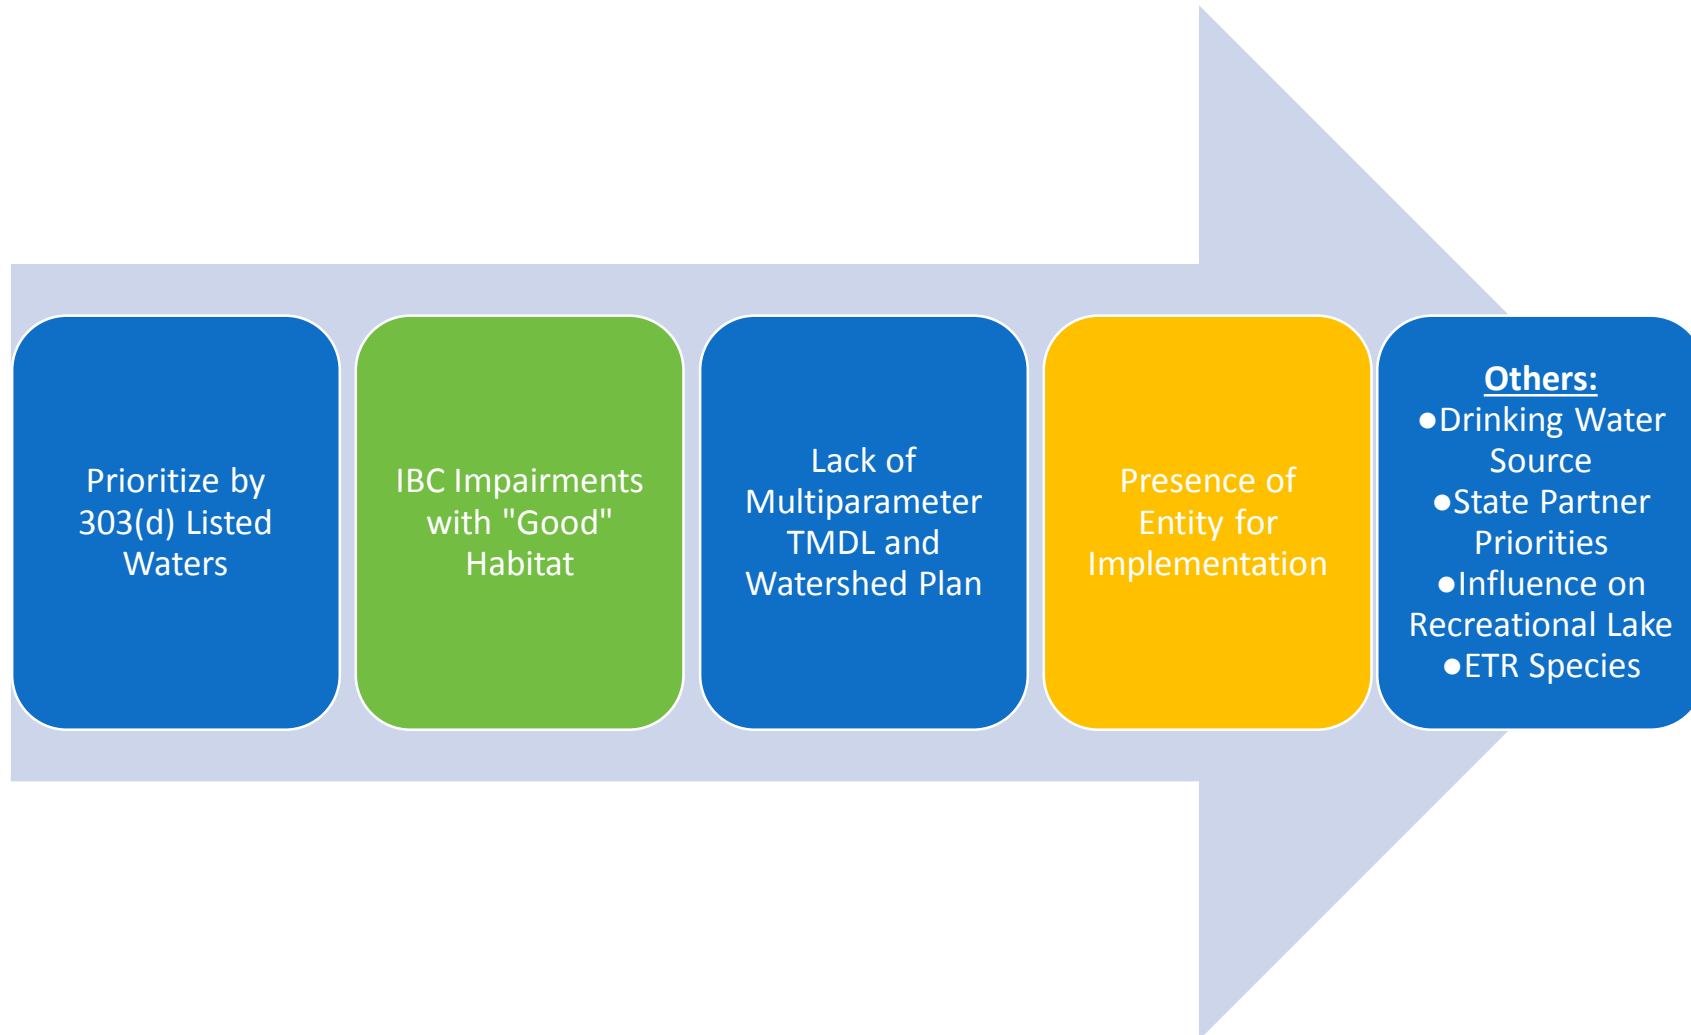 Prioritize by
303(d) Listed
Waters
IBC Impairments
with "Good"
Habitat
Lack of
Multiparameter
TMDL and
Watershed Plan
Presence of
Entity for
Implementation
Others:
●Drinking Water
Source
●State Partner
Priorities
●Influence on
Recreational Lake
●ETR Species